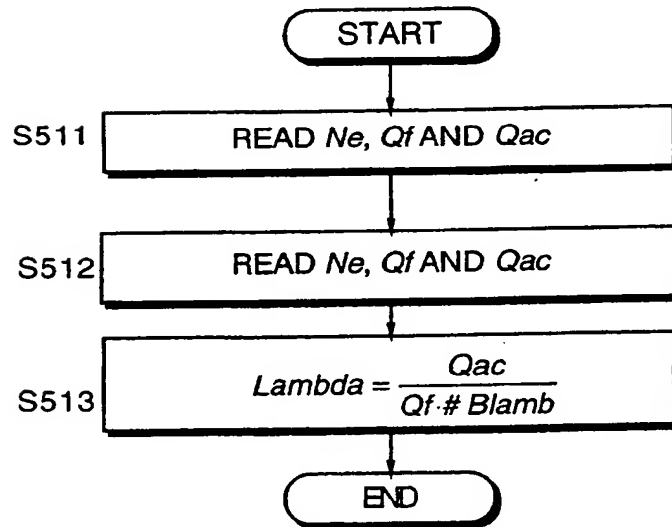 START
S511
READ Ne, Qf AND Qac
S512
READ Ne, Qf AND Qac
S513
Lambda = Qac / Qf·# Blamb
END